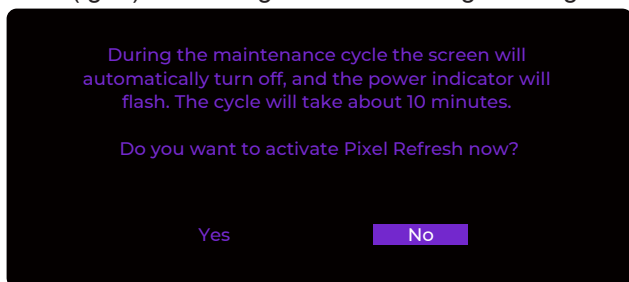 During the maintenance cycle the screen will
automatically turn off, and the power indicator will
flash. The cycle will take about 10 minutes.
Do you want to activate Pixel Refresh now?
Yes No